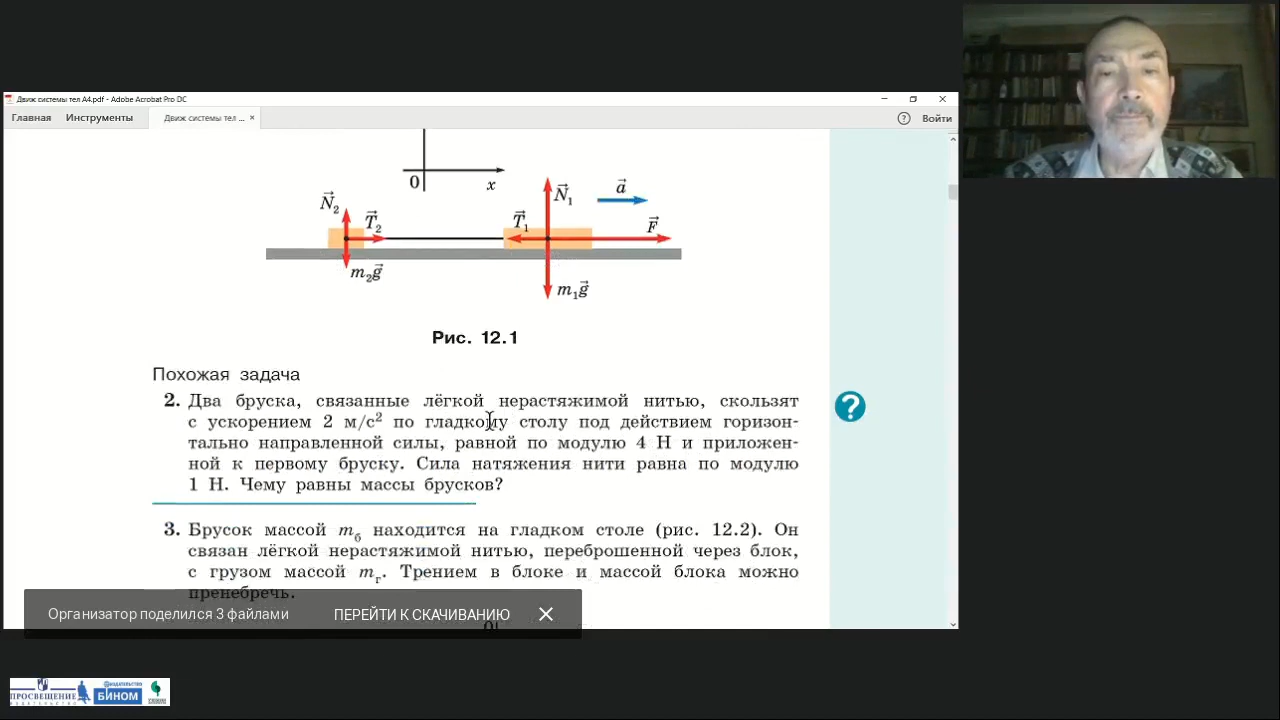 Движ системы тел А4.pdf - Adobe Acrobat Pro DC
Главная Инструменты Движ системы тел ... × ? Войти
0 x
N₂ T₂ T₁ N₁ a F
m₂g m₁g
Рис. 12.1
Похожая задача
2. Два бруска, связанные лёгкой нерастяжимой нитью, скользят
с ускорением 2 м/с² по гладкому столу под действием горизон-
тально направленной силы, равной по модулю 4 Н и приложен-
ной к первому бруску. Сила натяжения нити равна по модулю
1 Н. Чему равны массы брусков?
?
3. Брусок массой mб находится на гладком столе (рис. 12.2). Он
связан лёгкой нерастяжимой нитью, переброшенной через блок,
с грузом массой mг. Трением в блоке и массой блока можно
пренебречь.
Организатор поделился 3 файлами ПЕРЕЙТИ К СКАЧИВАНИЮ
ПРОСВЕЩЕНИЕ
ИЗДАТЕЛЬСТВО
БИНОМ